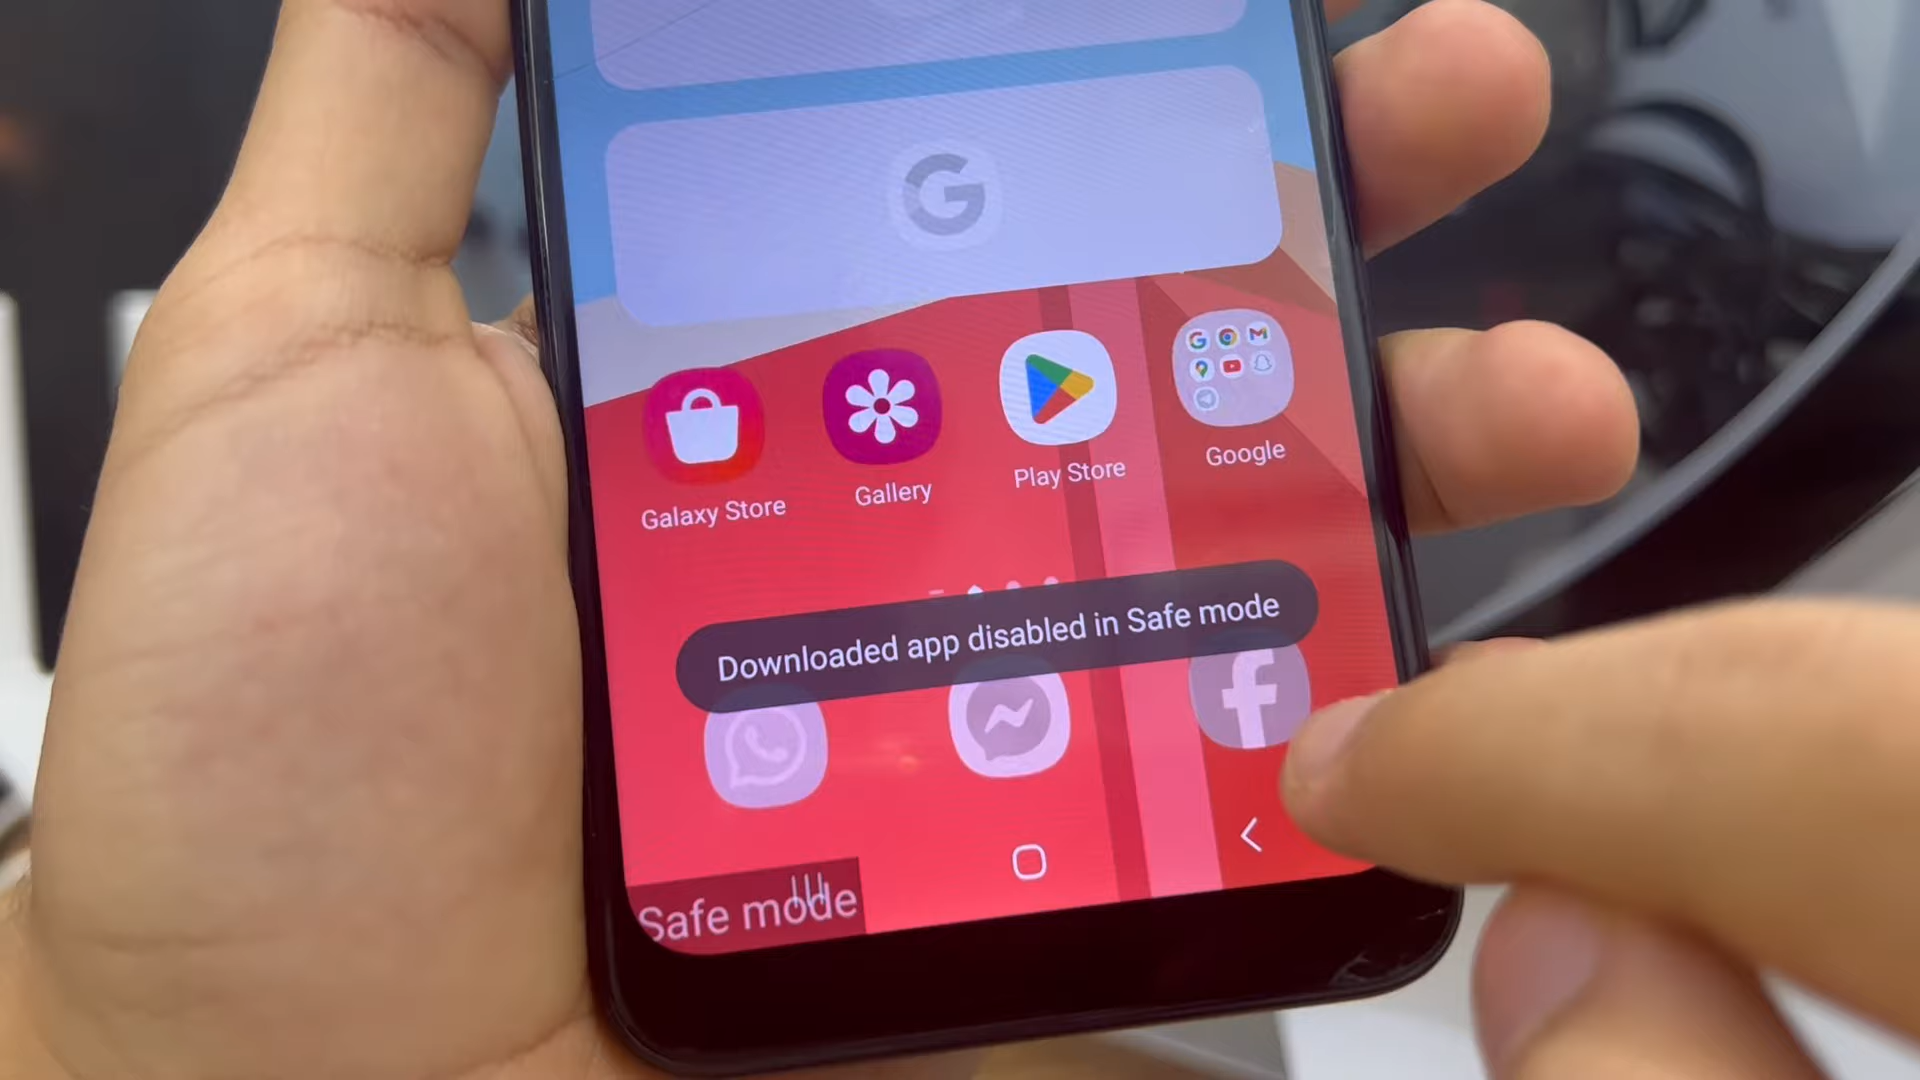 Galaxy Store
Gallery
Play Store
Google
Downloaded app disabled in Safe mode
Safe mode